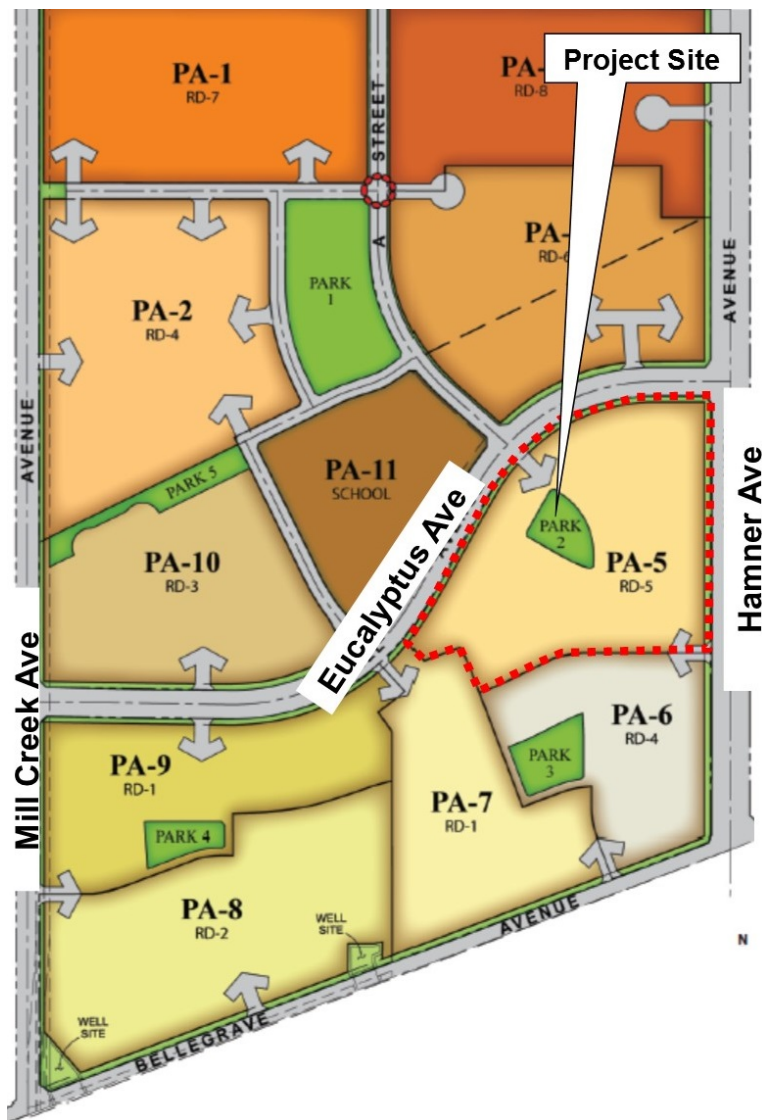 PA-1
RD-7
STREET
A
PA-
RD-8
Project Site
PARK
1
PA-
RD-6
AVENUE
PA-2
RD-4
AVENUE
PARK 5
PA-11
SCHOOL
PA-10
RD-3
Eucalyptus Ave
PARK
2
PA-5
RD-5
Hamner Ave
Mill Creek Ave
PA-6
RD-4
PARK
3
PA-9
RD-1
PA-7
RD-1
PARK 4
PA-8
RD-2
WELL
SITE
WELL
SITE
BELLEGRAVE AVENUE
N